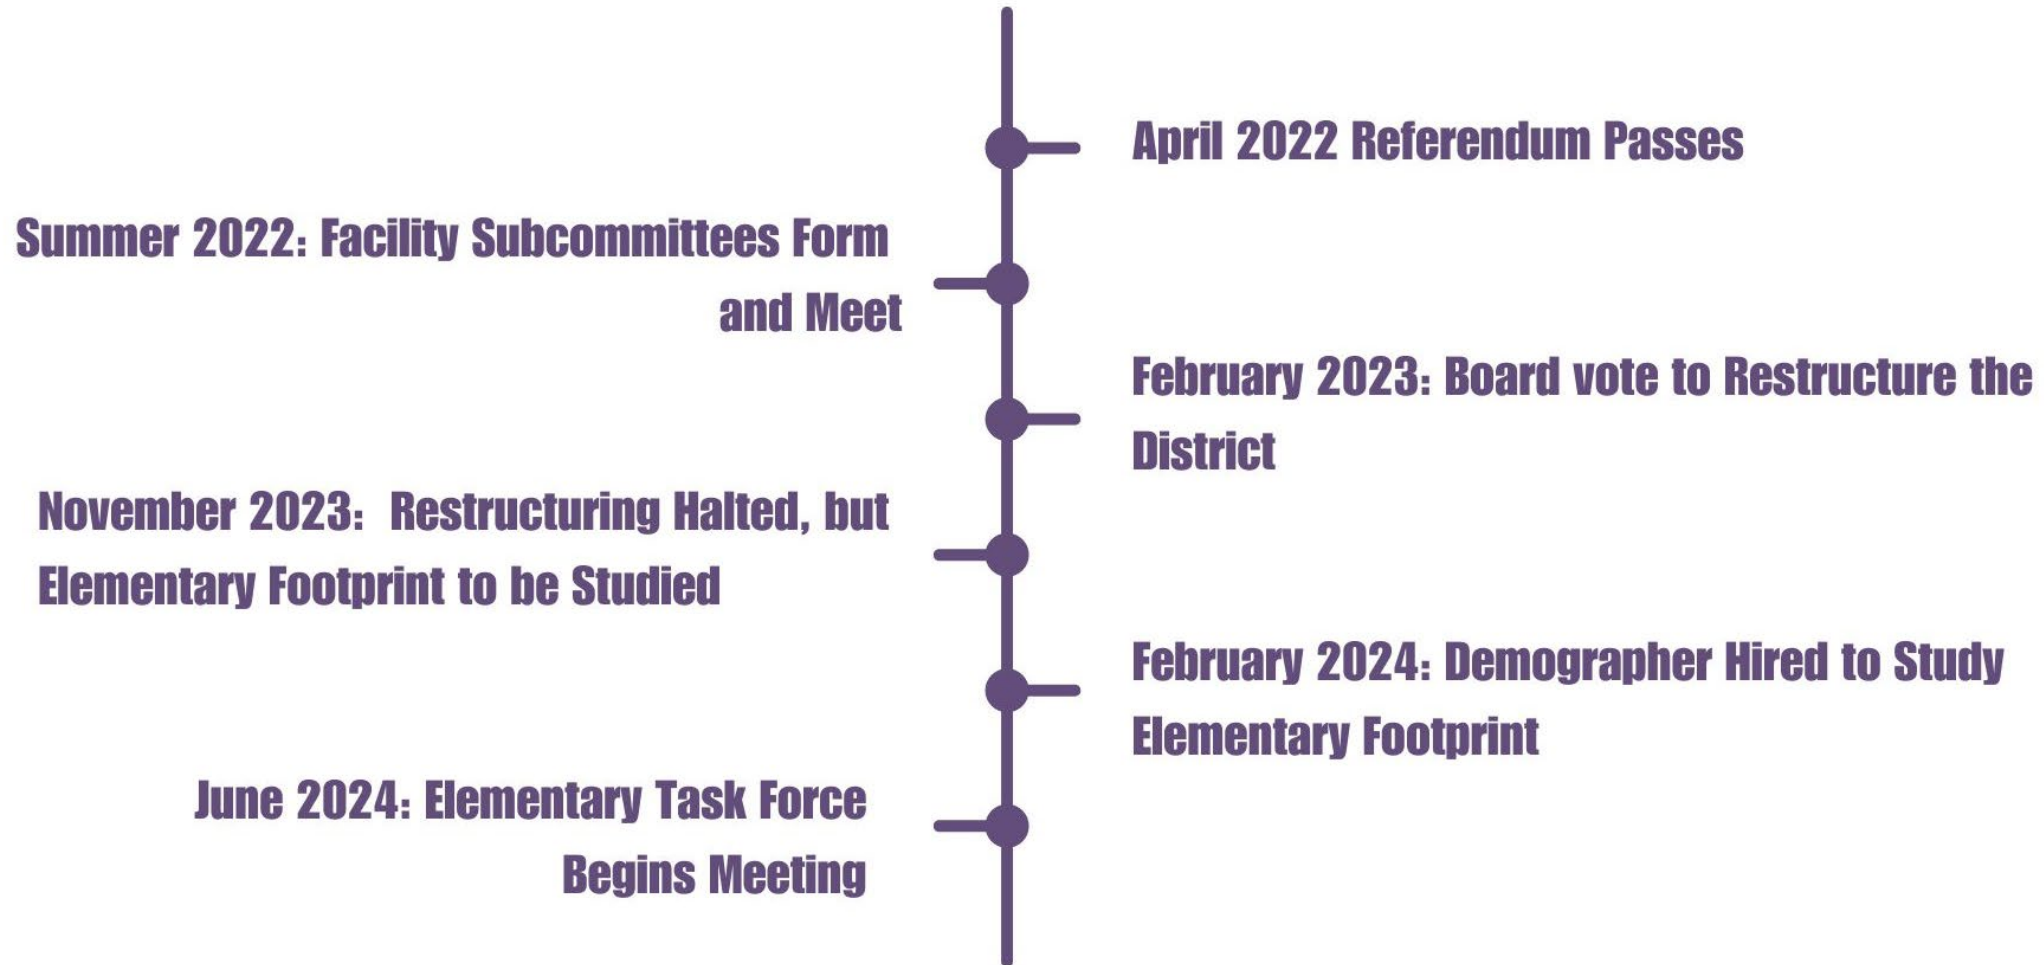 April 2022 Referendum Passes
Summer 2022: Facility Subcommittees Form
and Meet
February 2023: Board vote to Restructure the
District
November 2023:  Restructuring Halted, but
Elementary Footprint to be Studied
February 2024: Demographer Hired to Study
Elementary Footprint
June 2024: Elementary Task Force
Begins Meeting